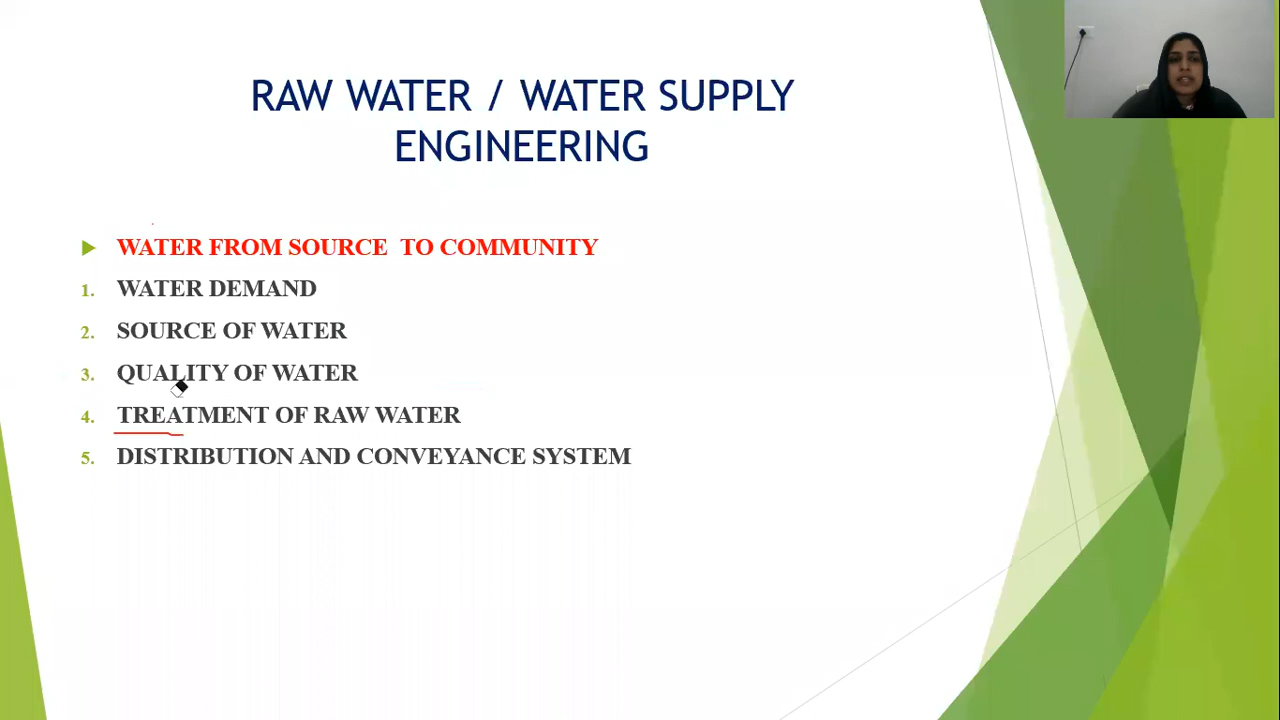 RAW WATER / WATER SUPPLY
ENGINEERING
WATER FROM SOURCE TO COMMUNITY
1. WATER DEMAND
2. SOURCE OF WATER
3. QUALITY OF WATER
4. TREATMENT OF RAW WATER
5. DISTRIBUTION AND CONVEYANCE SYSTEM